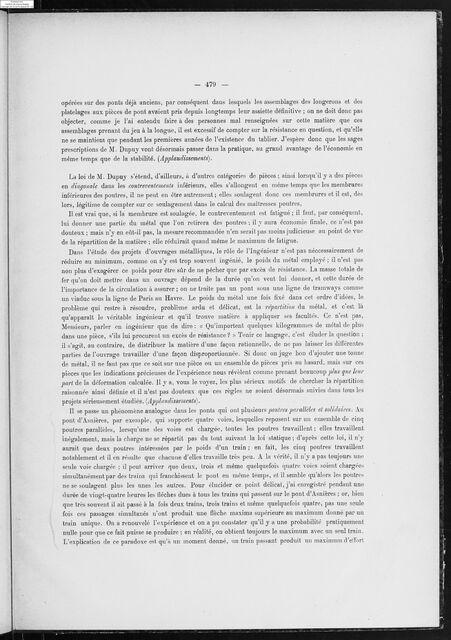 — 479 —
opérées sur des ponts déjà anciens, par conséquent dans lesquels les assemblages des longerons et des
platelages aux pièces de pont avaient pris depuis longtemps leur assiette définitive ; on ne doit donc pas
objecter, comme je l'ai entendu faire à des personnes mal renseignées sur cette matière que ces
assemblages prenant du jeu à la longue, il est excessif de compter sur la résistance en question, et qu'elle
ne se maintiens que pendant les premières années de l'existence du tablier. J'espère donc que les sages
prescriptions de M. Dupuy vont désormais passer dans la pratique, au grand avantage de l'économie en
même temps que de la stabilité. (Applaudissements).
La loi de M. Dupuy s'étend, d'ailleurs, à d'autres catégories de pièces ; ainsi lorsqu'il y a des pièces
en diagonale dans les contreventements inférieurs, elles s'allongent en même temps que les membrures
inférieures des poutres, il ne peut en être autrement ; elles soulagent donc ces membrures et il est, dès
lors, légitime de compter sur ce soulagement dans le calcul des maîtresses poutres.
Il est vrai que, si la membrure est soulagée, le contreventement est fatigué ; il faut, par conséquent,
lui donner une partie du métal que l'on retirera des poutres ; il y aura économie finale, ce n'est pas
douteux ; mais n'y en eût-il pas, la mesure recommandée n'en serait pas moins judicieuse au point de vue
de la répartition de la matière ; elle réduirait quand même le maximum de fatigue.
Dans l'étude des projets d'ouvrages métalliques, le rôle de l'Ingénieur n'est pas nécessairement de
réduire au minimum, comme on s'y est trop souvent ingénié, le poids du métal employé ; il n'est pas
non plus d'exagérer ce poids pour être sûr de ne pêcher que par excès de résistance. La masse totale de
fer qu'on doit mettre dans un ouvrage dépend de la durée qu'on veut lui donner, et cette durée de
l'importance de la circulation à assurer ; on ne traite pas un pont sous une ligne de tramways comme
un viaduc sous la ligne de Paris au Havre. Le poids du métal une fois fixé dans cet ordre d'idées, le
problème qui reste à résoudre, problème ardu et délicat, est la répartition du métal, et c'est là
qu'apparaît le véritable ingénieur et qu'il trouve matière à appliquer ses facultés. Ce n'est pas,
Messieurs, parler en ingénieur que de dire : « Qu'importent quelques kilogrammes de métal de plus
dans une pièce, s'ils lui procurent un excès de résistance? » Tenir ce langage, c'est éluder la question ;
il s'agit, au contraire, de distribuer la matière d'une façon rationnelle, de ne pas laisser les différentes
parties de l'ouvrage travailler d'une façon disproportionnée. Si donc on juge bon d'ajouter une tonne
de métal, il ne faut pas que ce soit sur une pièce ou un ensemble de pièces pris au hasard, mais sur ces
pièces que les indications précieuses de l'expérience nous révèlent comme prenant beaucoup plus que leur
part de la déformation calculée. Il y a, vous le voyez, les plus sérieux motifs de chercher la répartition
raisonnée ainsi définie et il n'est pas douteux que ces règles ne soient désormais suivies dans tous les
projets sérieusement étudiés. (Applaudissements).
Il se passe un phénomène analogue dans les ponts qui ont plusieurs poutres parallèles et solidaires. Au
pont d'Asnières, par exemple, qui supporte quatre voies, lesquelles reposent sur un ensemble de cinq
poutres parallèles, lorsqu'une des voies est chargée, toutes les poutres travaillent ; elles travaillent
inégalement, mais la charge ne se répartit pas du tout suivant la loi statique ; d'après cette loi, il n'y
aurait que deux poutres intéressées par le poids d'un train ; en fait, les cinq poutres travaillent
notablement et il en résulte que chacune d'elles travaille très peu. A la vérité, il n'y a pas toujours une
seule voie chargée ; il peut arriver que deux, trois et même quelquefois quatre voies soient chargées
simultanément par des trains qui franchissent le pont en même temps, et il semble qu'alors les poutres
ne se soulagent plus les unes les autres. Pour élucider ce point délicat, j'ai enregistré pendant une
durée de vingt-quatre heures les flèches dues à tous les trains qui passent sur le pont d'Asnières ; or, bien
que très souvent il ait passé à la fois deux trains, trois trains et même quelquefois quatre, pas une seule
fois ces passages simultanés n'ont produit une flèche maxima supérieure au maximum donné par un
train unique. On a renouvelé l'expérience et on a pu constater qu'il y a une probabilité pratiquement
nulle pour que ce fait puisse se produire ; en réalité, on obtient toujours le maximum avec un seul train.
L'explication de ce paradoxe est qu'à un moment donné, un train passant produit un maximum d'effort